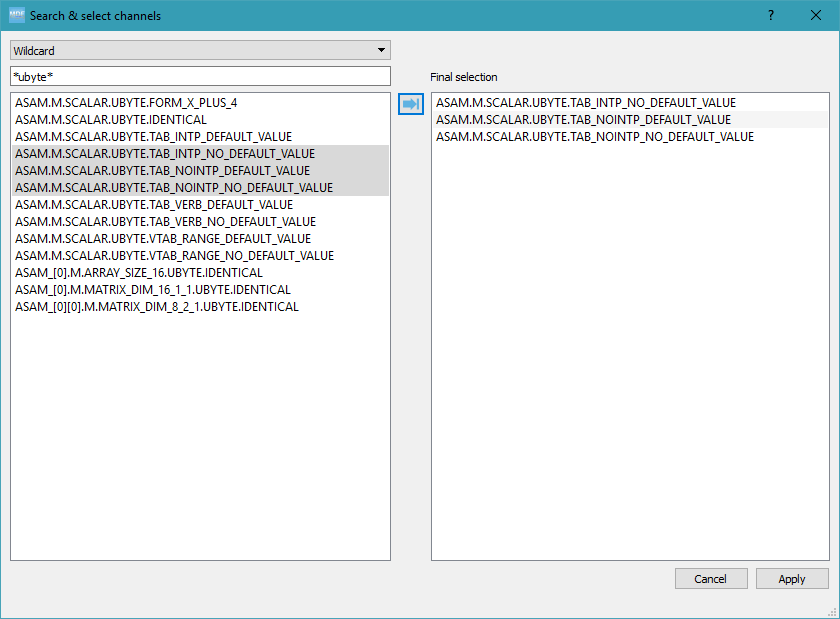 MDF Search & select channels ?
Wildcard
*ubyte*
Final selection
ASAM.M.SCALAR.UBYTE.FORM_X_PLUS_4
ASAM.M.SCALAR.UBYTE.IDENTICAL
ASAM.M.SCALAR.UBYTE.TAB_INTP_DEFAULT_VALUE
ASAM.M.SCALAR.UBYTE.TAB_INTP_NO_DEFAULT_VALUE
ASAM.M.SCALAR.UBYTE.TAB_NOINTP_DEFAULT_VALUE
ASAM.M.SCALAR.UBYTE.TAB_NOINTP_NO_DEFAULT_VALUE
ASAM.M.SCALAR.UBYTE.TAB_VERB_DEFAULT_VALUE
ASAM.M.SCALAR.UBYTE.TAB_VERB_NO_DEFAULT_VALUE
ASAM.M.SCALAR.UBYTE.VTAB_RANGE_DEFAULT_VALUE
ASAM.M.SCALAR.UBYTE.VTAB_RANGE_NO_DEFAULT_VALUE
ASAM_[0].M.ARRAY_SIZE_16.UBYTE.IDENTICAL
ASAM_[0].M.MATRIX_DIM_16_1_1.UBYTE.IDENTICAL
ASAM_[0][0].M.MATRIX_DIM_8_2_1.UBYTE.IDENTICAL
ASAM.M.SCALAR.UBYTE.TAB_INTP_NO_DEFAULT_VALUE
ASAM.M.SCALAR.UBYTE.TAB_NOINTP_DEFAULT_VALUE
ASAM.M.SCALAR.UBYTE.TAB_NOINTP_NO_DEFAULT_VALUE
Cancel
Apply